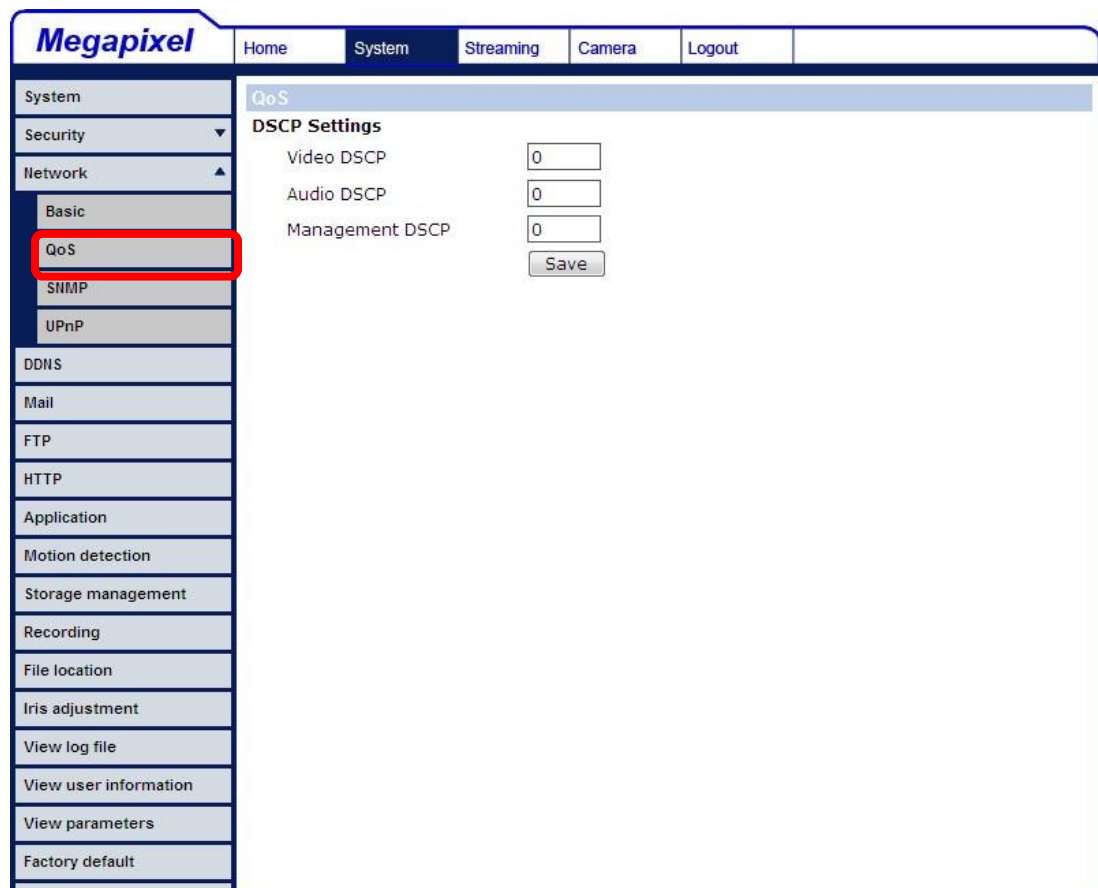 Megapixel
Home System Streaming Camera Logout
System
Security
Network
Basic
QoS
SNMP
UPnP
DDNS
Mail
FTP
HTTP
Application
Motion detection
Storage management
Recording
File location
Iris adjustment
View log file
View user information
View parameters
Factory default
QoS
DSCP Settings
Video DSCP 0
Audio DSCP 0
Management DSCP 0
Save